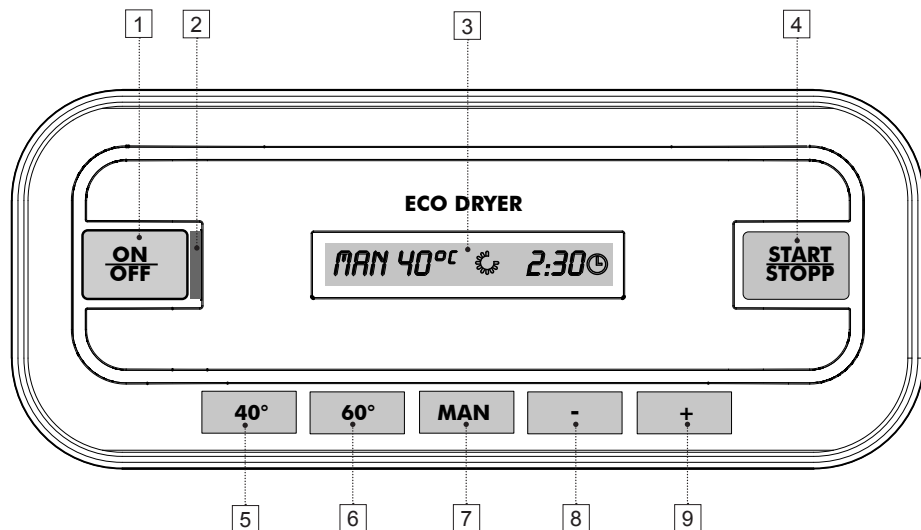 1 2 3 4
ECO DRYER
ON
OFF
MAN 40°C 2:30
START
STOPP
40° 60° MAN - +
5 6 7 8 9